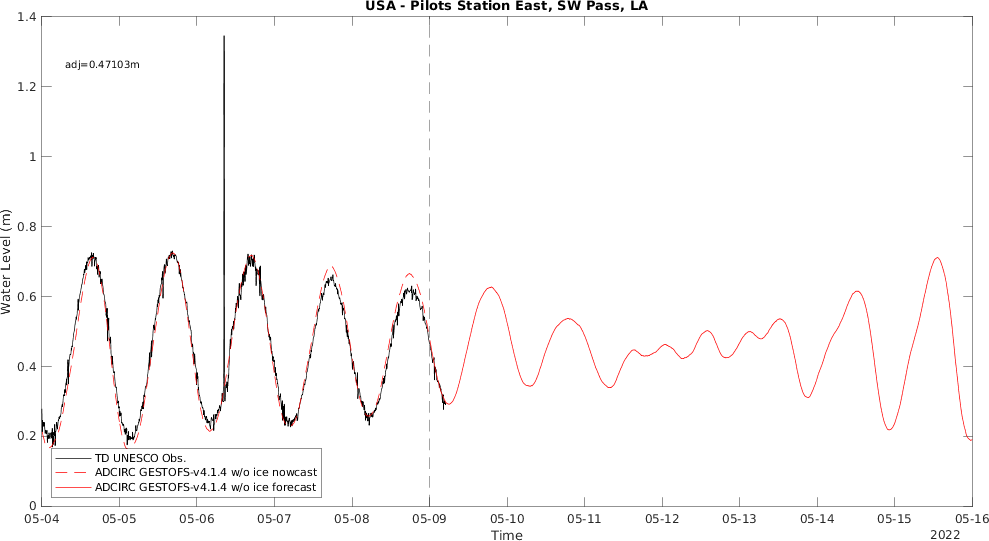 USA - Pilots Station East, SW Pass, LA
1.4
1.2
1
0.8
0.6
0.4
0.2
0
Water Level (m)
adj=0.47103m
TD UNESCO Obs.
ADCIRC GESTOFS-v4.1.4 w/o ice nowcast
ADCIRC GESTOFS-v4.1.4 w/o ice forecast
05-04 05-05 05-06 05-07 05-08 05-09 05-10 05-11 05-12 05-13 05-14 05-15 05-16
Time
2022